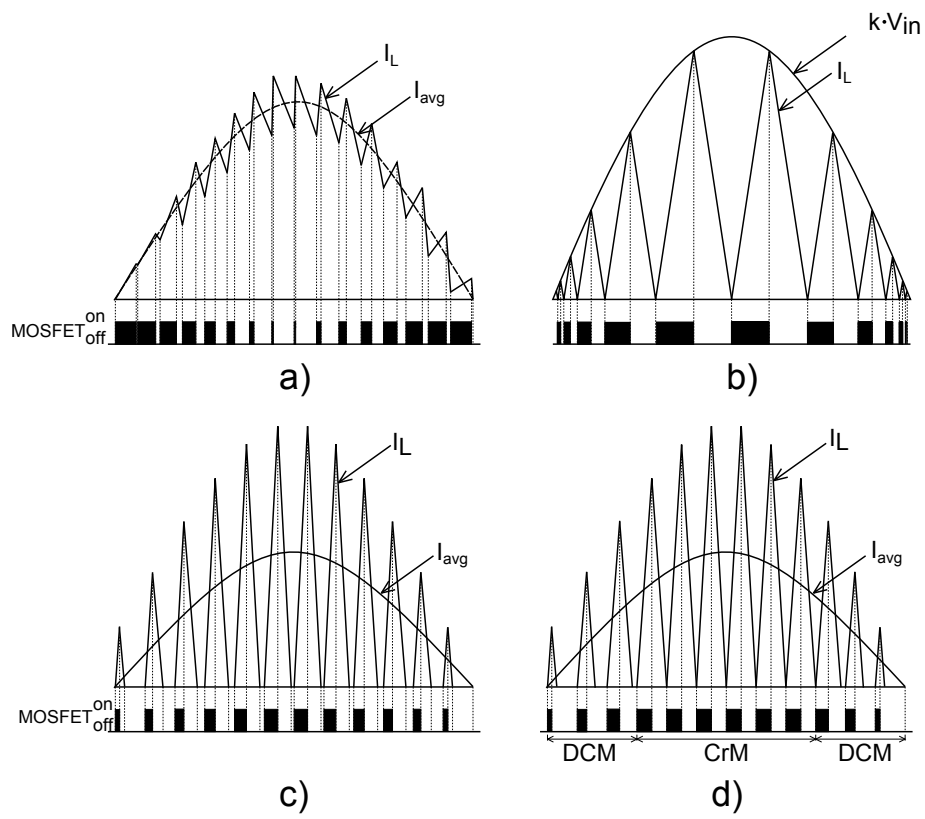 I_L
I_avg
MOSFET on off
a)
k·V_in
I_L
b)
I_L
I_avg
MOSFET on off
c)
I_L
I_avg
DCM CrM DCM
d)